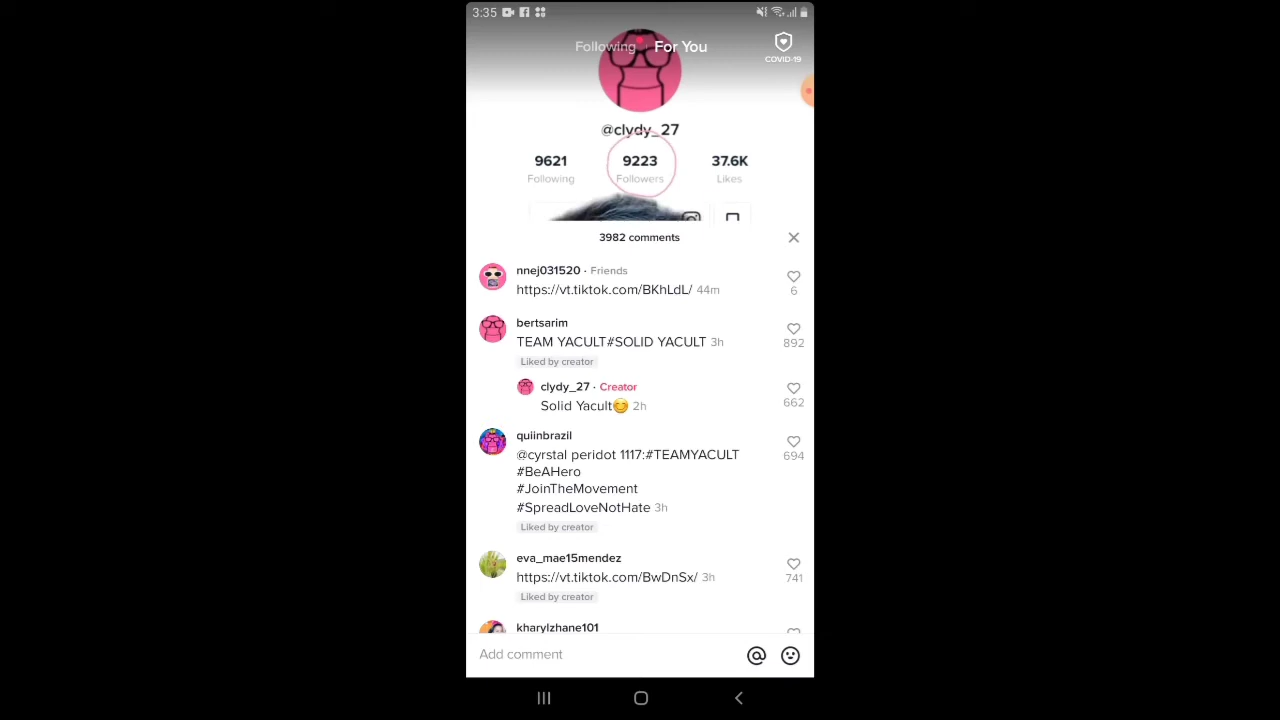 3:35
Following For You
COVID-19
@clydy_27
9621 9223 37.6K
Following Followers Likes
3982 comments
nnej031520 · Friends
https://vt.tiktok.com/BKhLdL/ 44m
6
bertsarim
TEAM YACULT#SOLID YACULT 3h
892
Liked by creator
clydy_27 · Creator
Solid Yacult😊 2h
662
quiinbrazil
@cyrstal peridot 1117:#TEAMYACULT
694
#BeAHero
#JoinTheMovement
#SpreadLoveNotHate 3h
Liked by creator
eva_mae15mendez
https://vt.tiktok.com/BwDnSx/ 3h
741
Liked by creator
kharylzhane101
Add comment